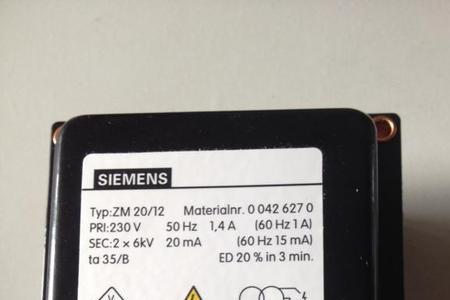 SIEMENS
Typ:ZM 20/12 Materialnr. 0 042 627 0
PRI:230 V 50 Hz 1,4 A (60 Hz 1 A)
SEC:2 x 6kV 20 mA (60 Hz 15 mA)
ta 35/B ED 20 % in 3 min.